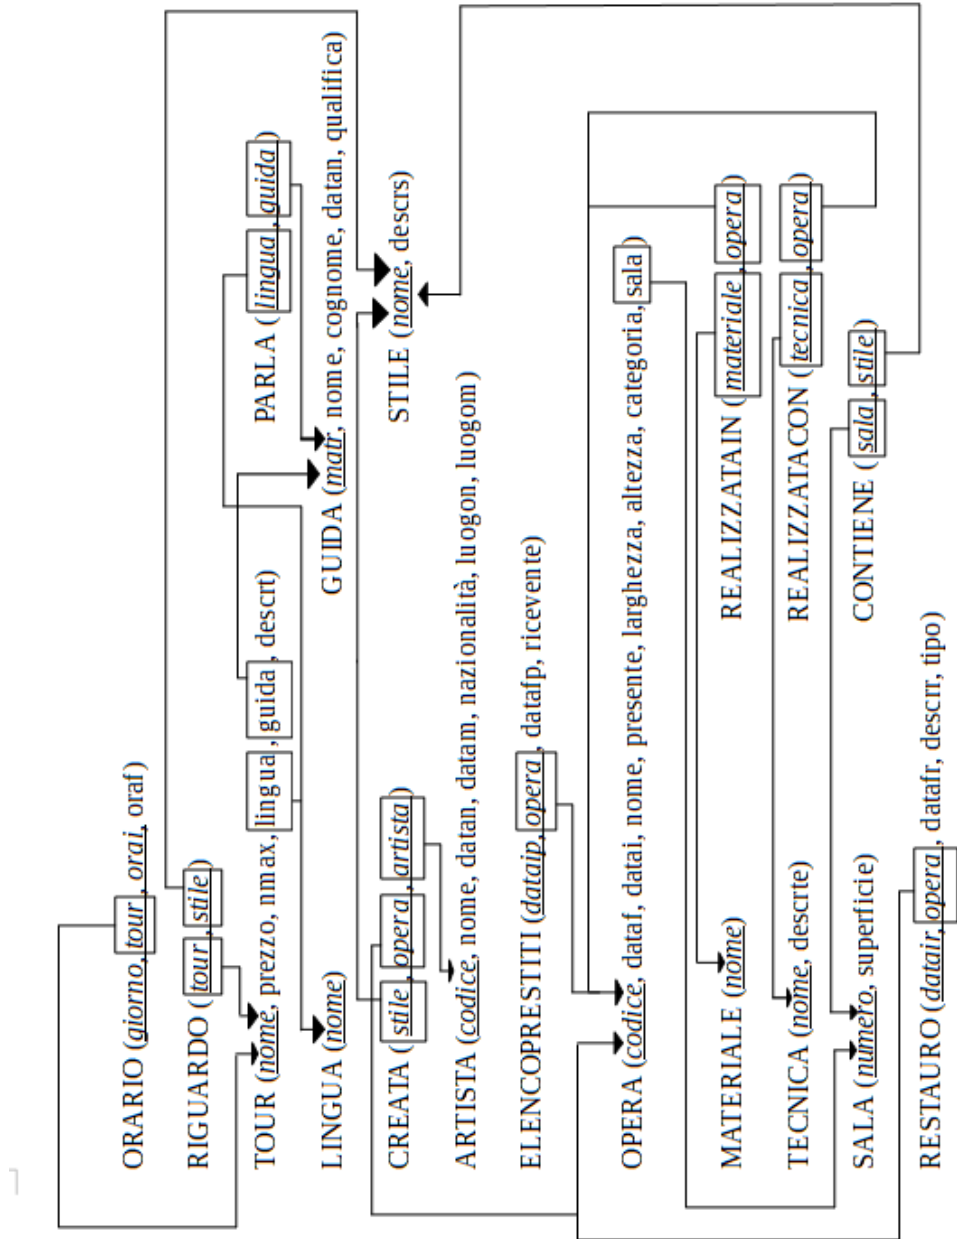 ORARIO (giorno, tour, orai, oraf)
RIGUARDO (tour, stile)
TOUR (nome, prezzo, nmax, lingua, guida, descrt)
PARLA (lingua, guida)
LINGUA (nome)
GUIDA (matr, nome, cognome, datan, qualifica)
CREATA (stile, opera, artista)
STILE (nome, descrs)
ARTISTA (codice, nome, datan, datam, nazionalità, luogon, luogom)
ELENCOPRESTITI (dataip, opera, datafp, ricevente)
OPERA (codice, dataf, datai, nome, presente, larghezza, altezza, categoria, sala)
MATERIALE (nome)
REALIZZATAIN (materiale, opera)
TECNICA (nome, descrte)
REALIZZATACON (tecnica, opera)
SALA (numero, superficie)
CONTIENE (sala, stile)
RESTAURO (datair, opera, datafr, descrr, tipo)